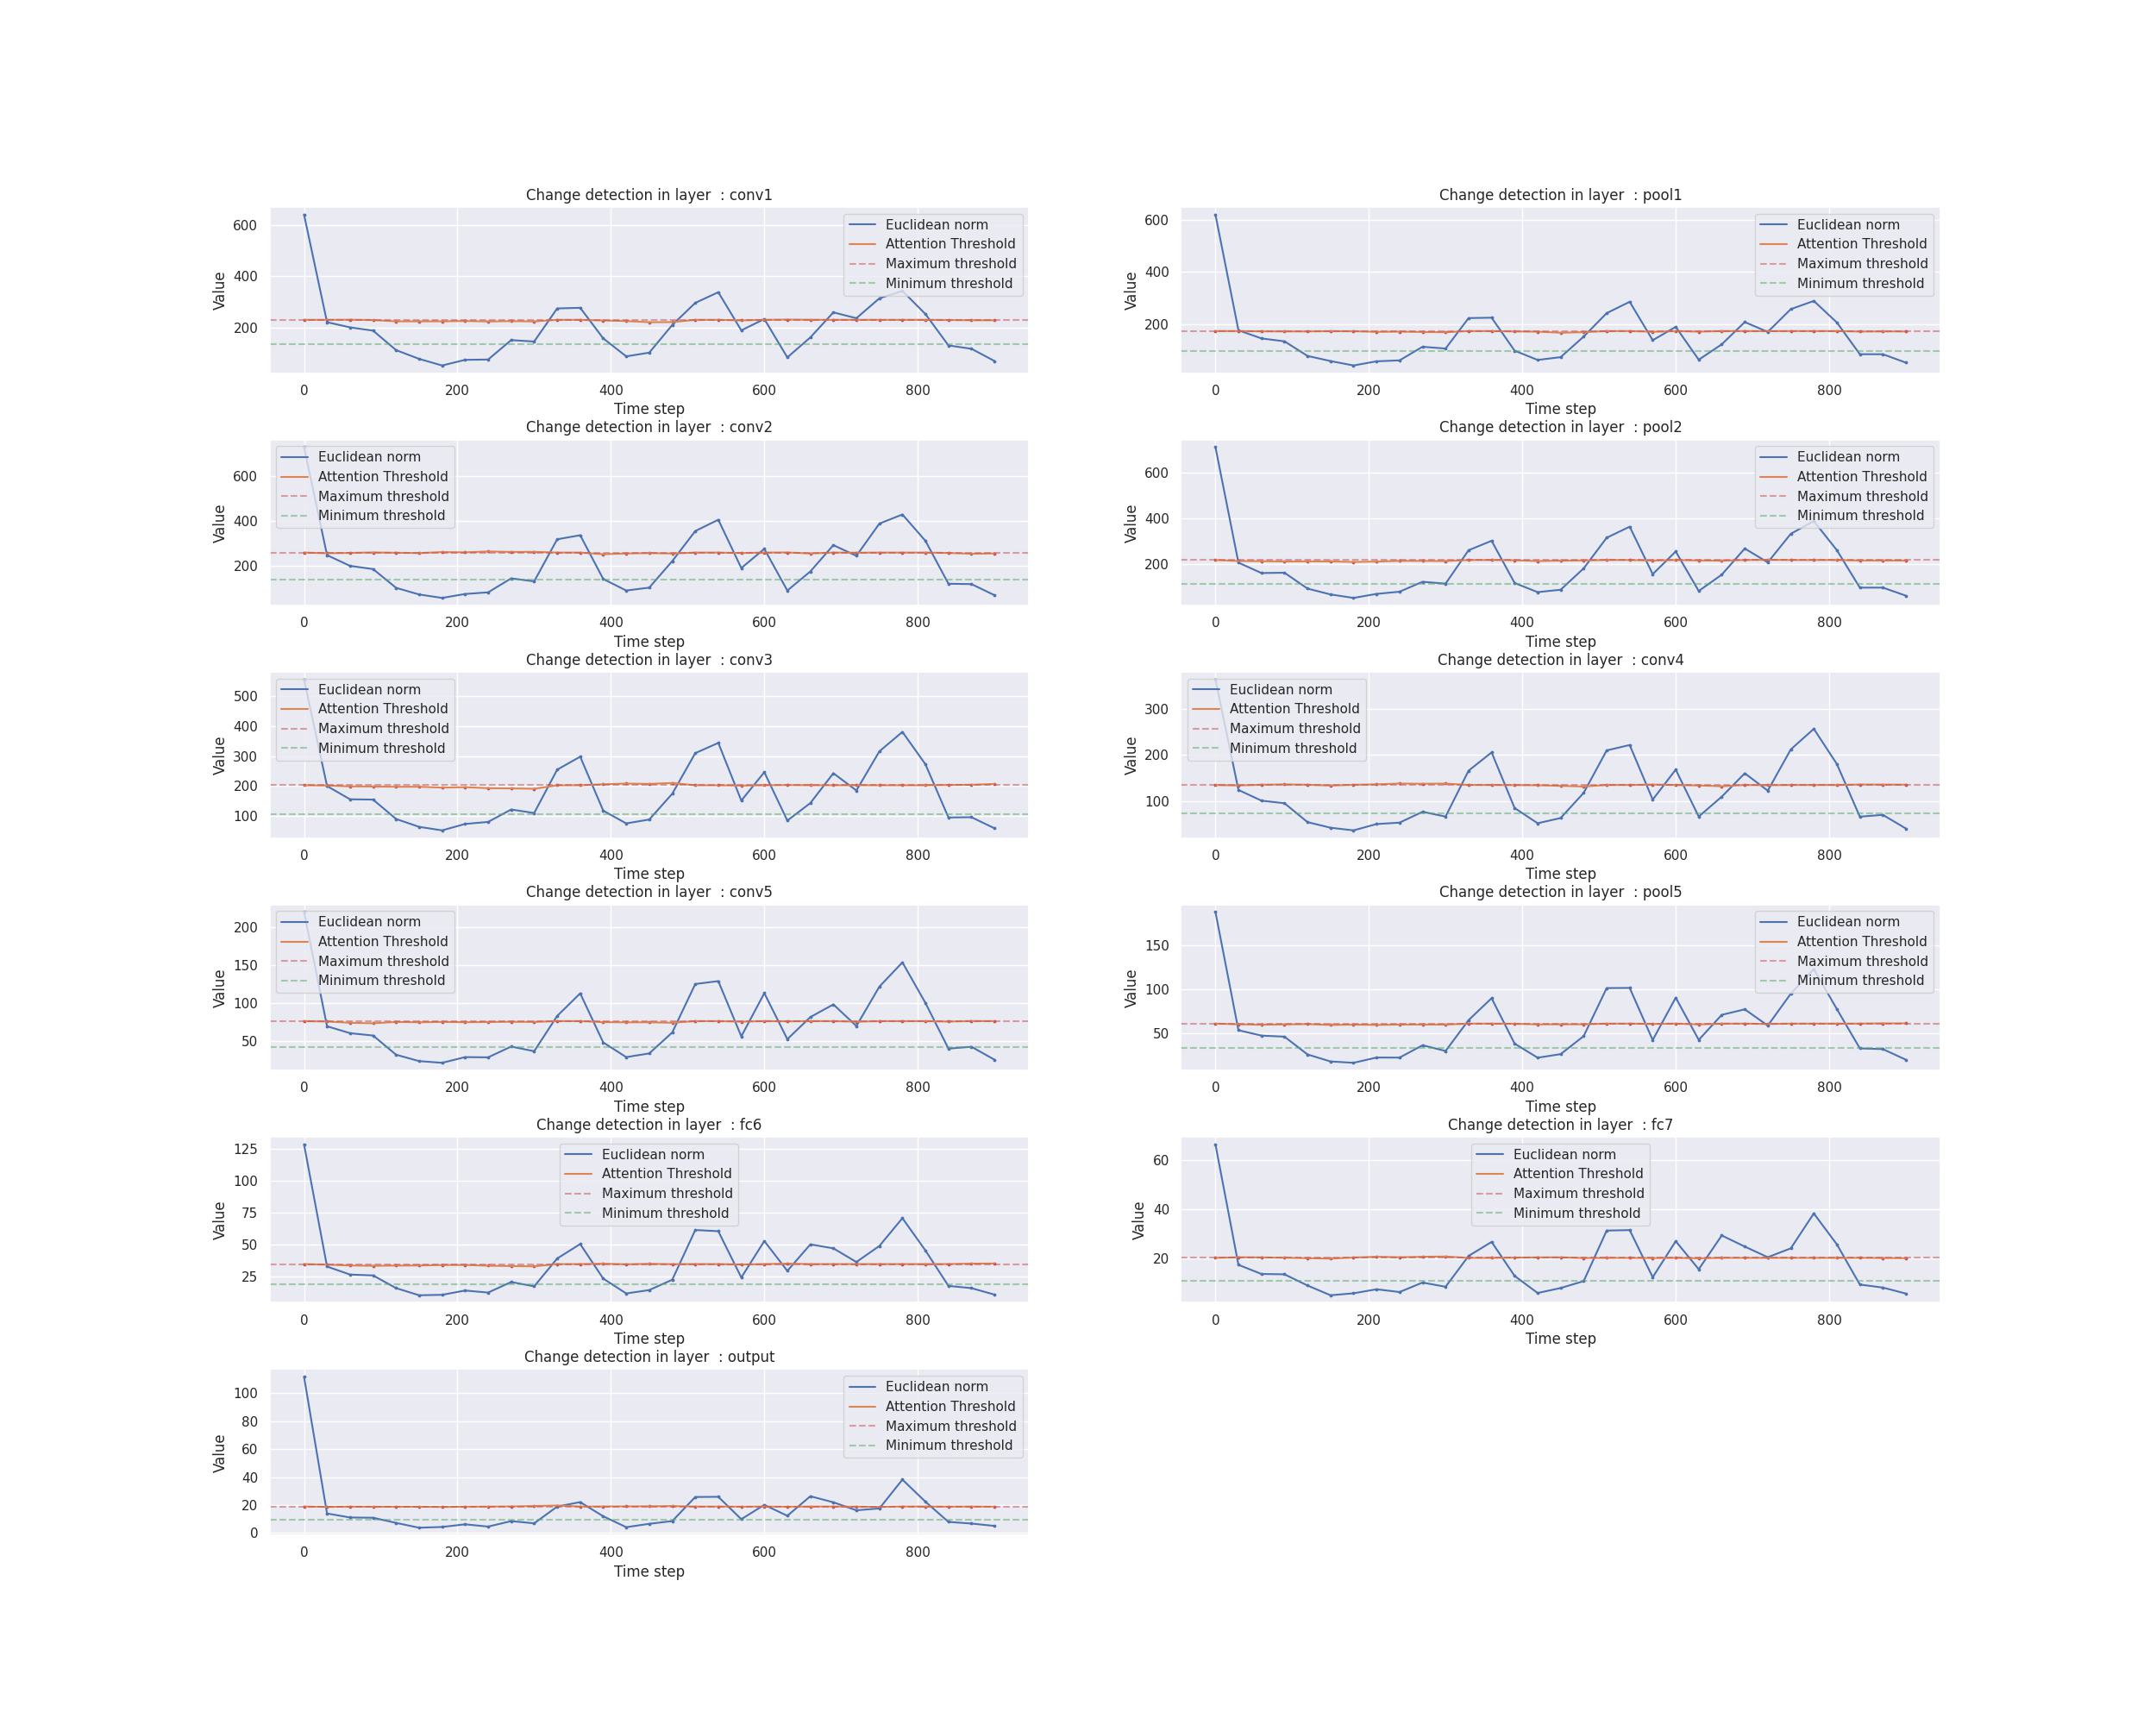 Change detection in layer : conv1
600
400
200
Value
Euclidean norm
Attention Threshold
Maximum threshold
Minimum threshold
0 200 400 600 800
Time step
Change detection in layer : pool1
600
400
200
Value
Euclidean norm
Attention Threshold
Maximum threshold
Minimum threshold
0 200 400 600 800
Time step
Change detection in layer : conv2
600
400
200
Value
Euclidean norm
Attention Threshold
Maximum threshold
Minimum threshold
0 200 400 600 800
Time step
Change detection in layer : pool2
600
400
200
Value
Euclidean norm
Attention Threshold
Maximum threshold
Minimum threshold
0 200 400 600 800
Time step
Change detection in layer : conv3
500
400
300
200
100
Value
Euclidean norm
Attention Threshold
Maximum threshold
Minimum threshold
0 200 400 600 800
Time step
Change detection in layer : conv4
300
200
100
Value
Euclidean norm
Attention Threshold
Maximum threshold
Minimum threshold
0 200 400 600 800
Time step
Change detection in layer : conv5
200
150
100
50
Value
Euclidean norm
Attention Threshold
Maximum threshold
Minimum threshold
0 200 400 600 800
Time step
Change detection in layer : pool5
150
100
50
Value
Euclidean norm
Attention Threshold
Maximum threshold
Minimum threshold
0 200 400 600 800
Time step
Change detection in layer : fc6
125
100
75
50
25
Value
Euclidean norm
Attention Threshold
Maximum threshold
Minimum threshold
0 200 400 600 800
Time step
Change detection in layer : fc7
60
40
20
Value
Euclidean norm
Attention Threshold
Maximum threshold
Minimum threshold
0 200 400 600 800
Time step
Change detection in layer : output
100
80
60
40
20
0
Value
Euclidean norm
Attention Threshold
Maximum threshold
Minimum threshold
0 200 400 600 800
Time step